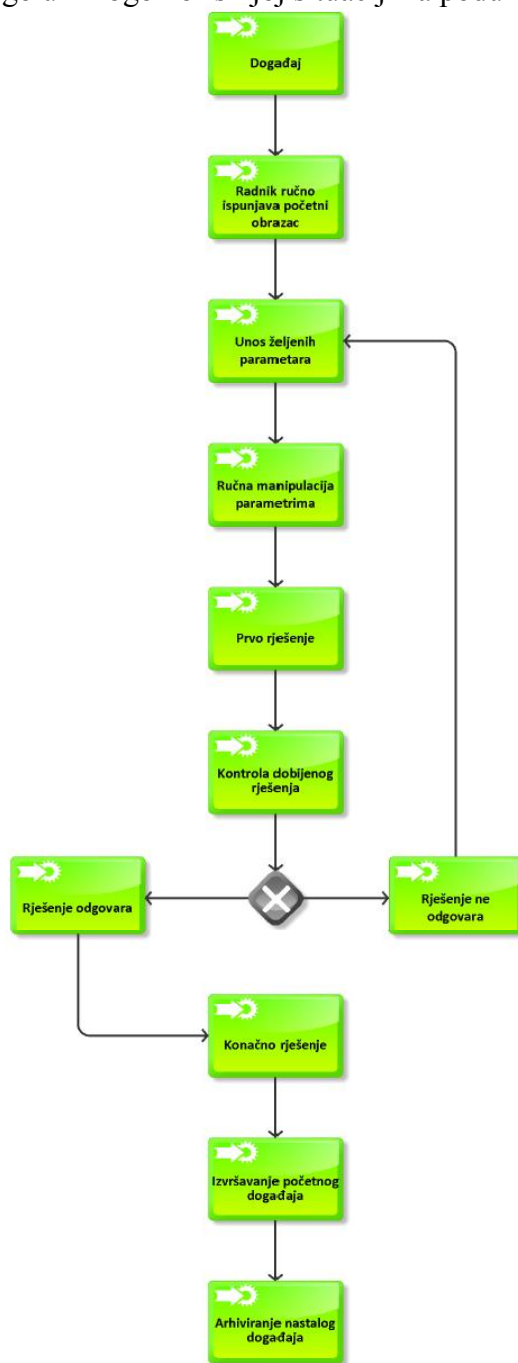 Događaj
Radnik ručno
ispunjava početni
obrazac
Unos željenih
parametara
Ručna manipulacija
parametrima
Prvo rješenje
Kontrola dobijenog
rješenja
Rješenje odgovara
Rješenje ne
odgovara
Konačno rješenje
Izvršavanje početnog
događaja
Arhiviranje nastalog
događaja